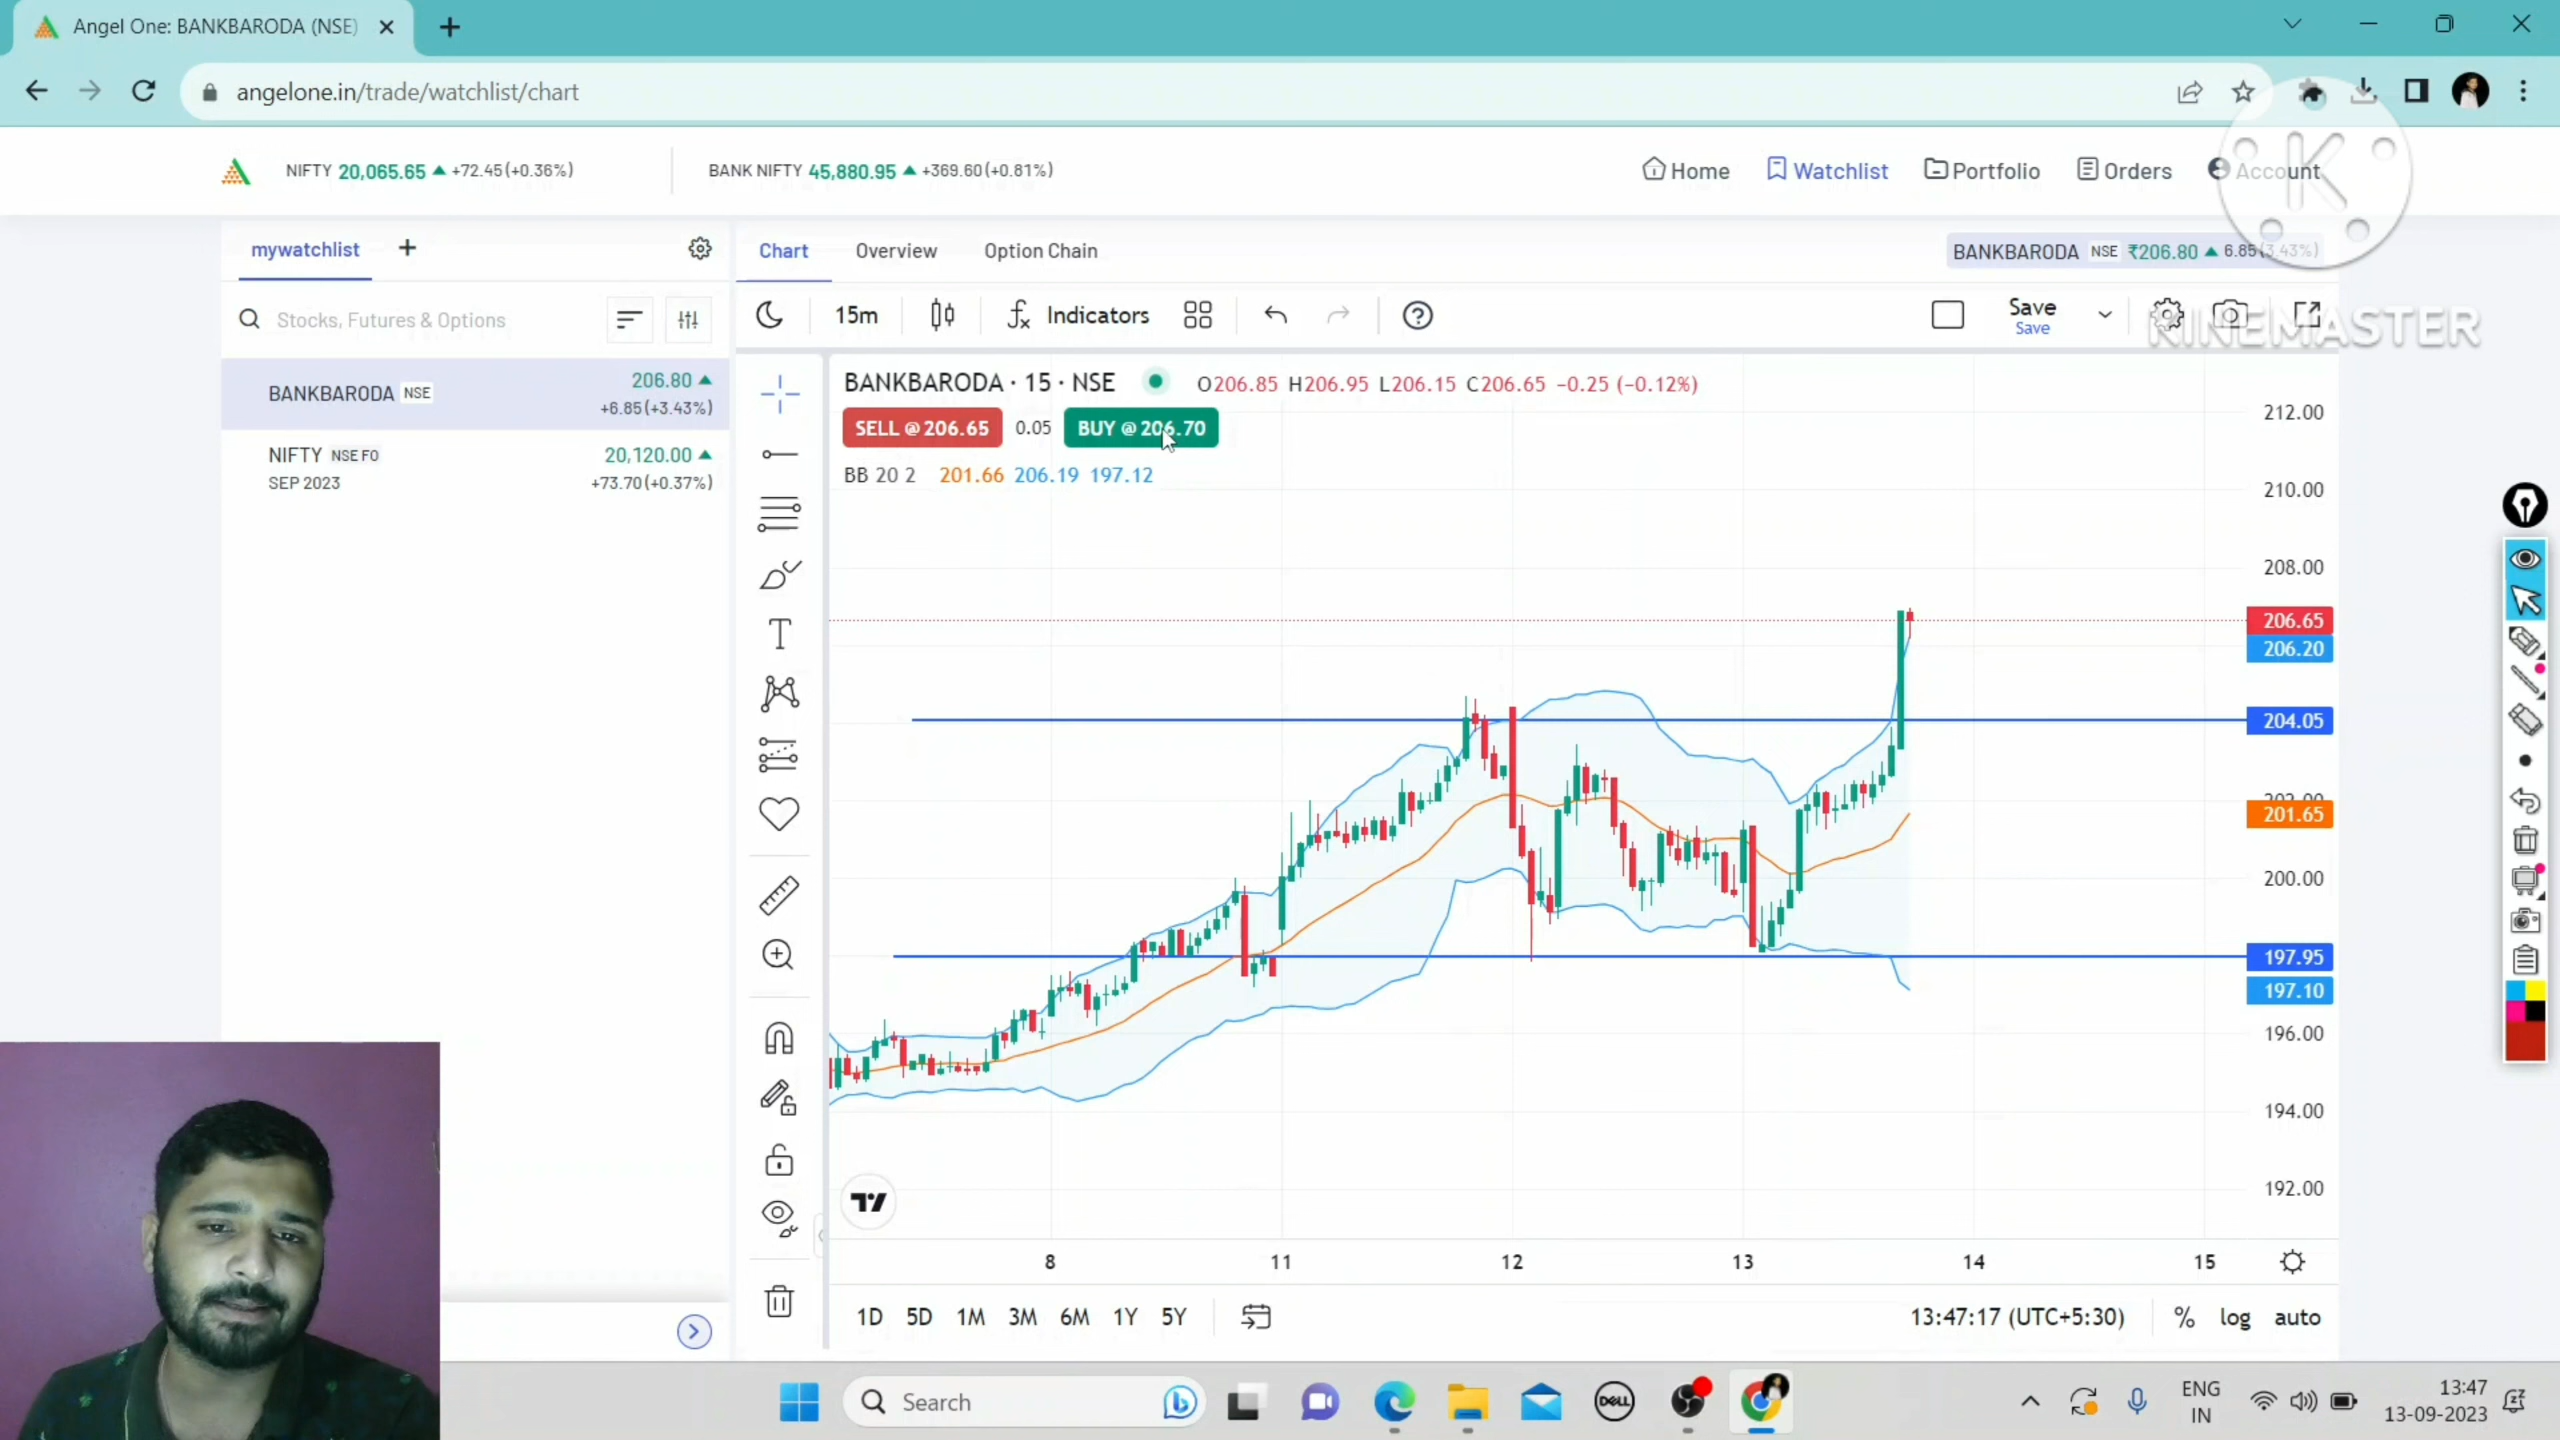 Angel One: BANKBARODA (NSE)
angelone.in/trade/watchlist/chart
NIFTY 20,065.65 ▲ +72.45(+0.36%)
BANK NIFTY 45,880.95 ▲ +369.60(+0.81%)
Home Watchlist Portfolio Orders Account
K
KINEMASTER
mywatchlist +
Chart Overview Option Chain
BANKBARODA NSE ₹206.80 ▲ 6.85(3.43%)
Stocks, Futures & Options
15m Indicators
Save
Save
BANKBARODA NSE 206.80 ▲
+6.85(+3.43%)
NIFTY NSE FO 20,120.00 ▲
SEP 2023 +73.70(+0.37%)
BANKBARODA · 15 · NSE O206.85 H206.95 L206.15 C206.65 −0.25 (−0.12%)
SELL @ 206.65 0.05 BUY @ 206.70
BB 20 2 201.66 206.19 197.12
212.00
210.00
208.00
206.65
206.20
204.05
202.00
201.65
200.00
197.95
197.10
196.00
194.00
192.00
8 11 12 13 14 15
1D 5D 1M 3M 6M 1Y 5Y
13:47:17 (UTC+5:30) % log auto
Search
DELL
ENG
IN
13:47
13-09-2023